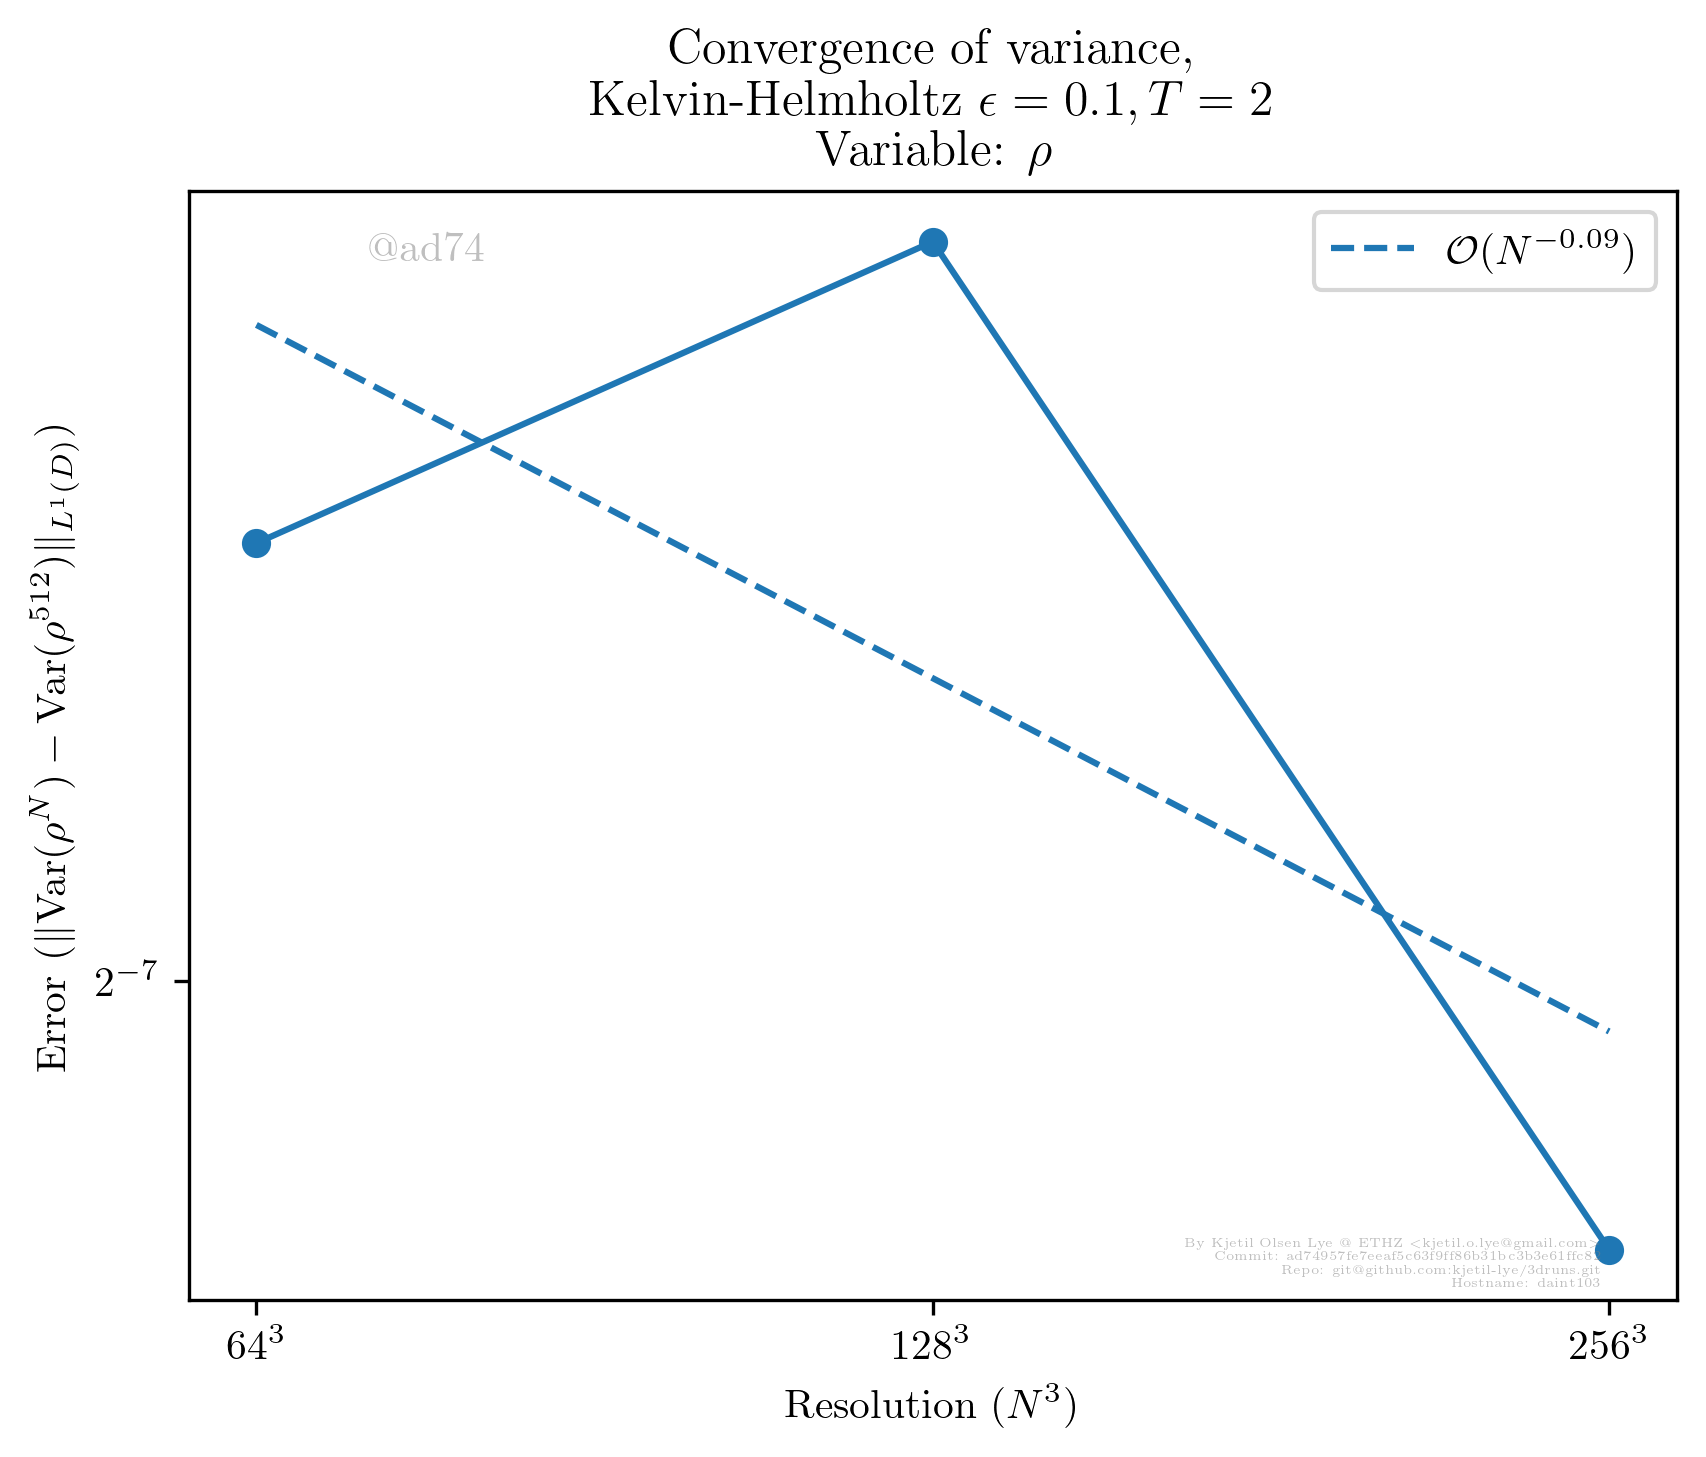 Convergence of variance,
Kelvin-Helmholtz ϵ = 0.1, T = 2
Variable: ρ
@ad74
𝒪(N^{−0.09})
Error (‖Var(ρ^N) − Var(ρ^{512})‖_{L^1(D)})
2^{−7}
By Kjetil Olsen Lye @ ETHZ <kjetil.o.lye@gmail.com>
Commit:
Repo: git@github.com:kjetil-lye/3druns.git
Hostname: daint103
64³
128³
256³
Resolution (N³)